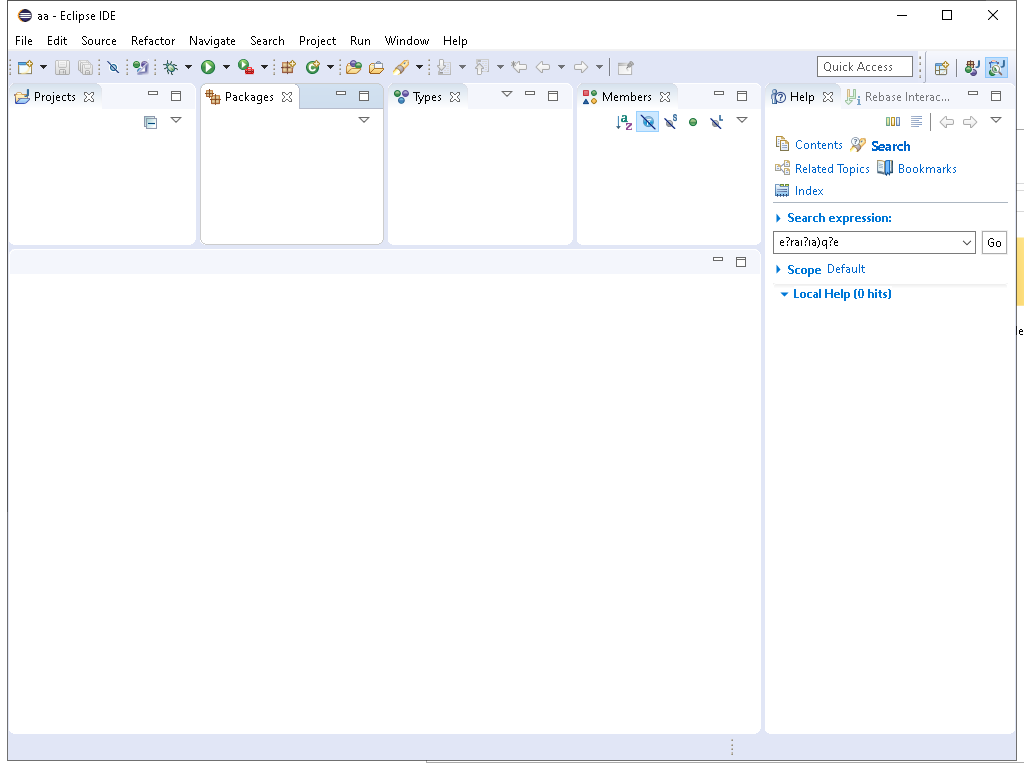 aa - Eclipse IDE
File Edit Source Refactor Navigate Search Project Run Window Help
Quick Access
Projects Packages Types Members Help Rebase Interac...
Contents Search
Related Topics Bookmarks
Index
Search expression:
e?raı?ıa)q?e Go
Scope Default
Local Help (0 hits)